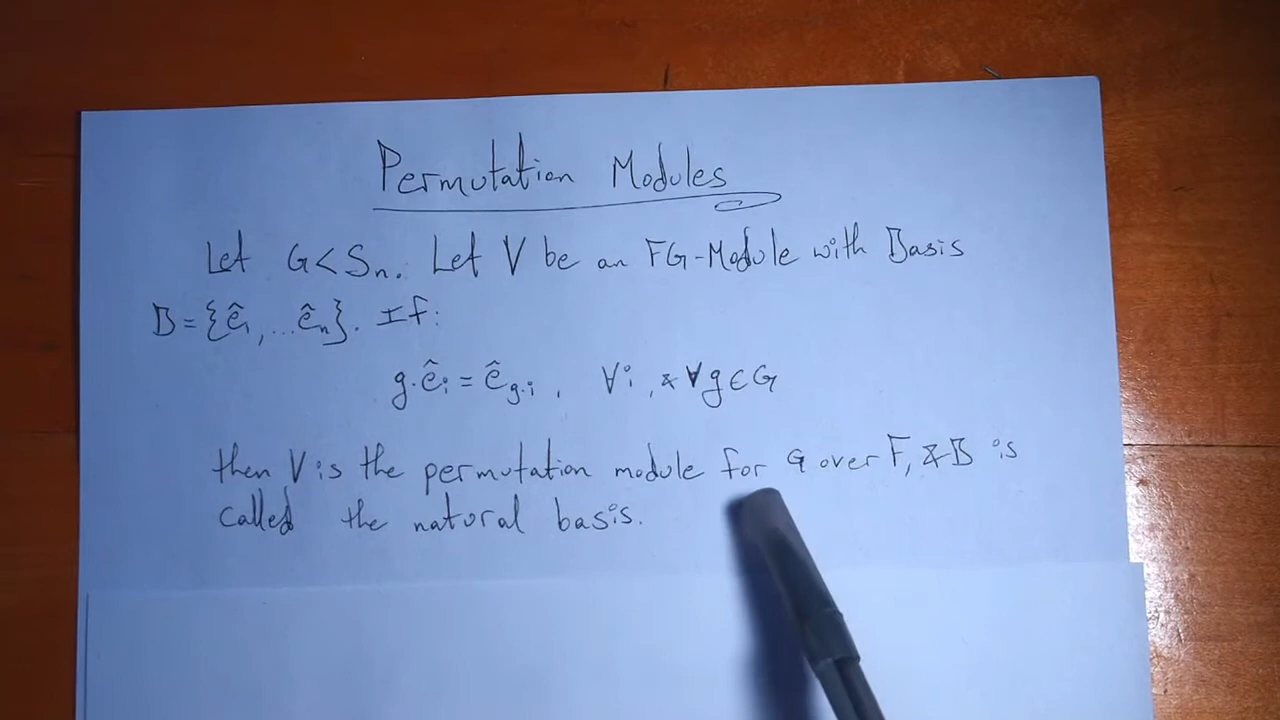 Permutation Modules
Let G < Sn. Let V be an FG-Module with Basis
B = {ê1, ...ên}. If:
g·êi = êg·i, ∀i, & ∀g∈G
then V is the permutation module for G over F, & B is
called the natural basis.